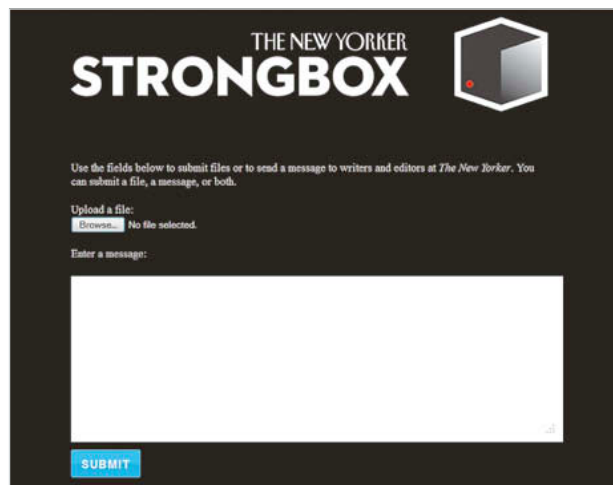 THE NEW YORKER
STRONGBOX
Use the fields below to submit files or to send a message to writers and editors at The New Yorker. You
can submit a file, a message, or both.
Upload a file:
Browse... No file selected.
Enter a message:
SUBMIT